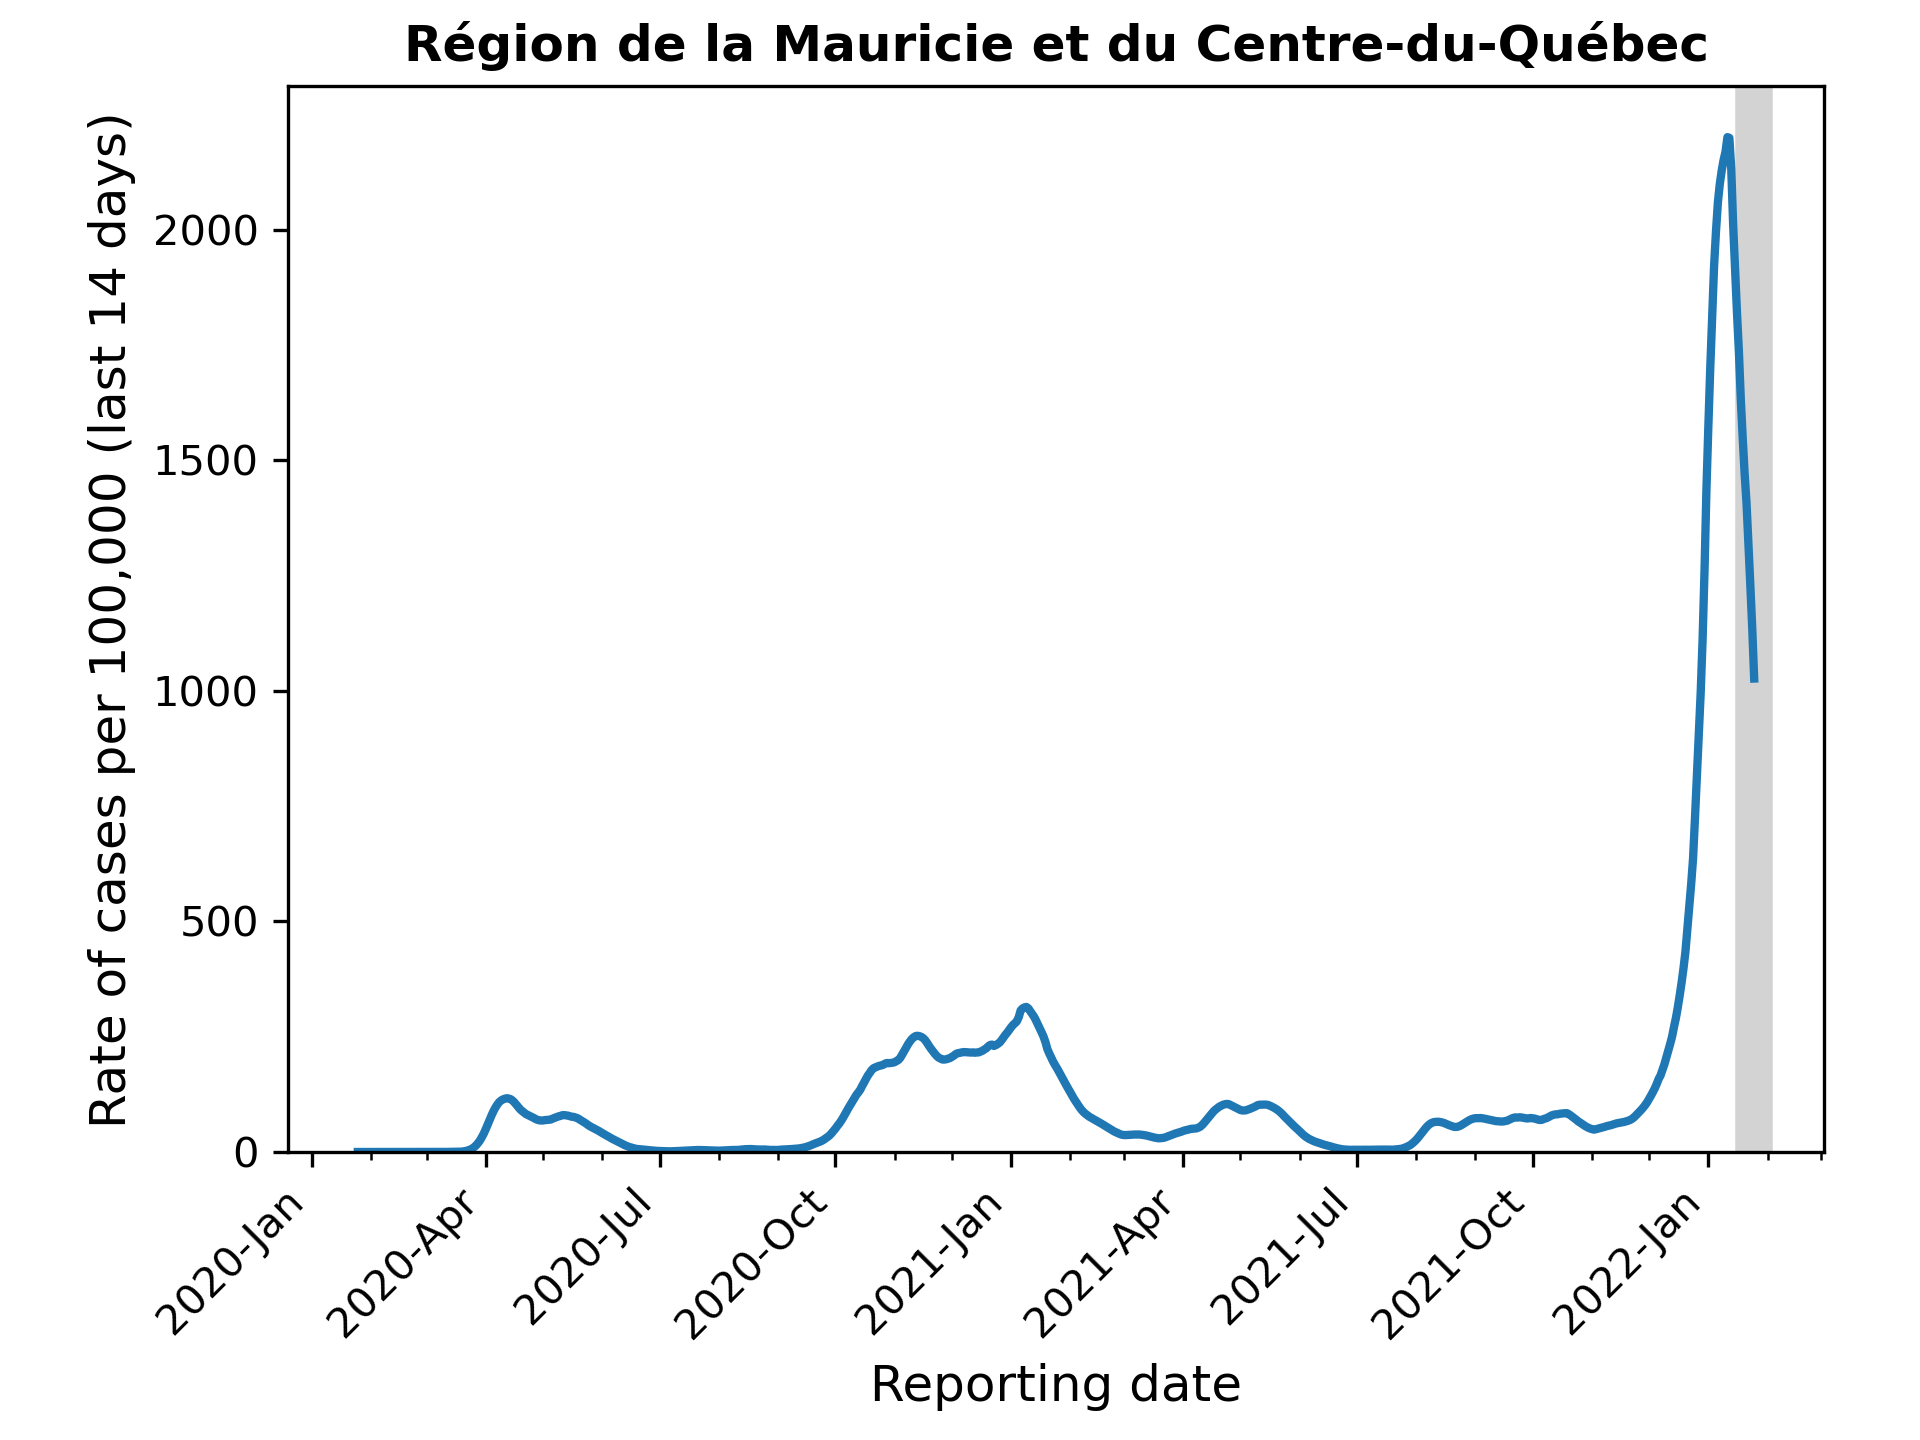 Région de la Mauricie et du Centre-du-Québec
Rate of cases per 100,000 (last 14 days)
2000
1500
1000
500
0
2020-Jan
2020-Apr
2020-Jul
2020-Oct
2021-Jan
2021-Apr
2021-Jul
2021-Oct
2022-Jan
Reporting date